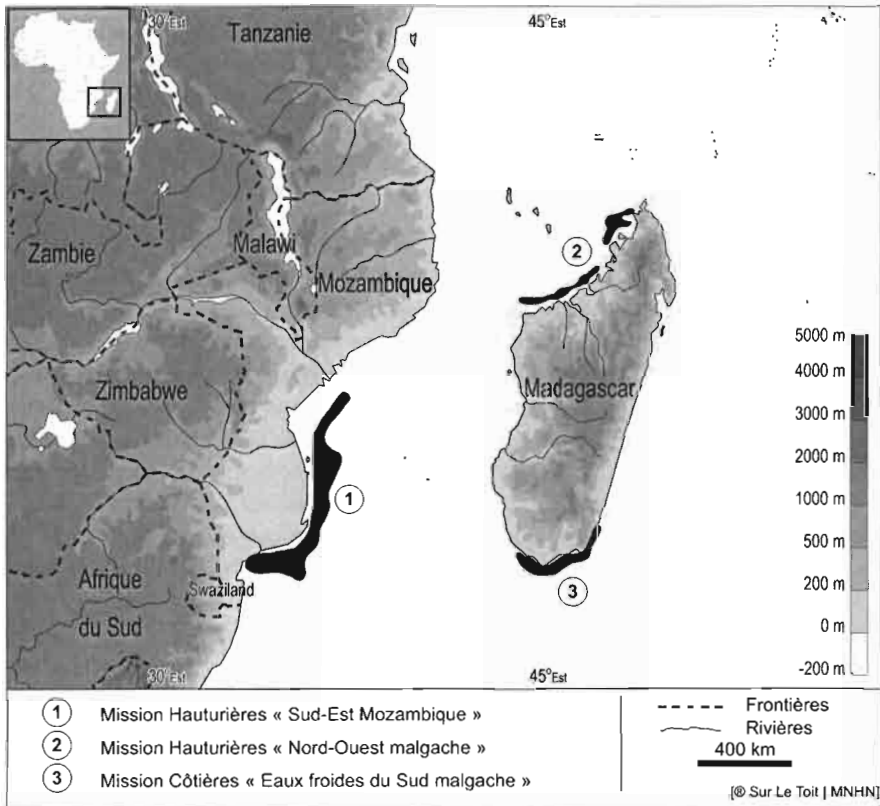 30° Est
45° Est
Tanzanie
Zambie
Malawi
Mozambique
2
Zimbabwe
Madagascar
5000 m
4000 m
3000 m
2000 m
1000 m
500 m
200 m
0 m
-200 m
1
Afrique
du Sud
Swaziland
3
30° Est
45° Est
1 Mission Hauturières « Sud-Est Mozambique »
2 Mission Hauturières « Nord-Ouest malgache »
3 Mission Côtières « Eaux froides du Sud malgache »
Frontières
Rivières
400 km
[® Sur Le Toit | MNHN]